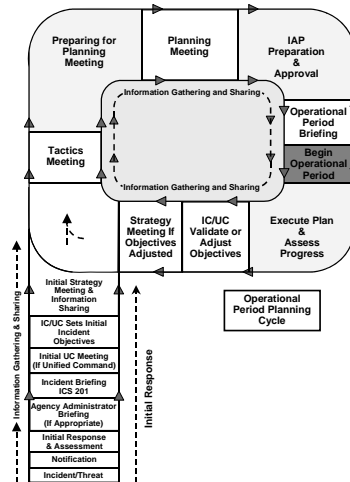 Preparing for
Planning
Meeting
Planning
Meeting
IAP
Preparation
&
Approval
Information Gathering and Sharing
Operational
Period
Briefing
Begin
Operational
Period
Tactics
Meeting
Information Gathering and Sharing
Strategy
Meeting If
Objectives
Adjusted
IC/UC
Validate or
Adjust
Objectives
Execute Plan
&
Assess
Progress
Initial Strategy
Meeting &
Information
Sharing
IC/UC Sets Initial
Incident
Objectives
Initial UC Meeting
(If Unified Command)
Incident Briefing
ICS 201
Agency Administrator
Briefing
(If Appropriate)
Initial Response
& Assessment
Notification
Incident/Threat
Information Gathering & Sharing
Initial Response
Operational
Period Planning
Cycle